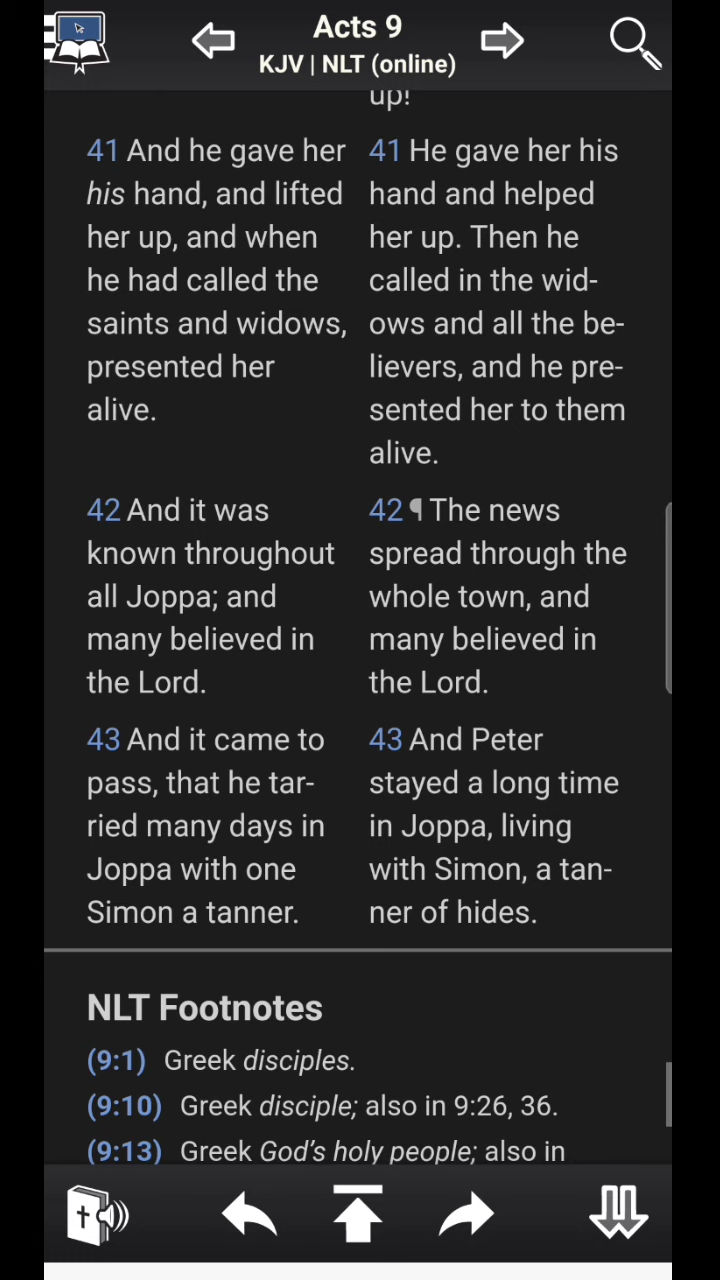 Acts 9
KJV | NLT (online)
up!
41 And he gave her
his hand, and lifted
her up, and when
he had called the
saints and widows,
presented her
alive.
41 He gave her his
hand and helped
her up. Then he
called in the wid-
ows and all the be-
lievers, and he pre-
sented her to them
alive.
42 And it was
known throughout
all Joppa; and
many believed in
the Lord.
42 ¶ The news
spread through the
whole town, and
many believed in
the Lord.
43 And it came to
pass, that he tar-
ried many days in
Joppa with one
Simon a tanner.
43 And Peter
stayed a long time
in Joppa, living
with Simon, a tan-
ner of hides.
NLT Footnotes
(9:1) Greek disciples.
(9:10) Greek disciple; also in 9:26, 36.
(9:13) Greek God’s holy people; also in